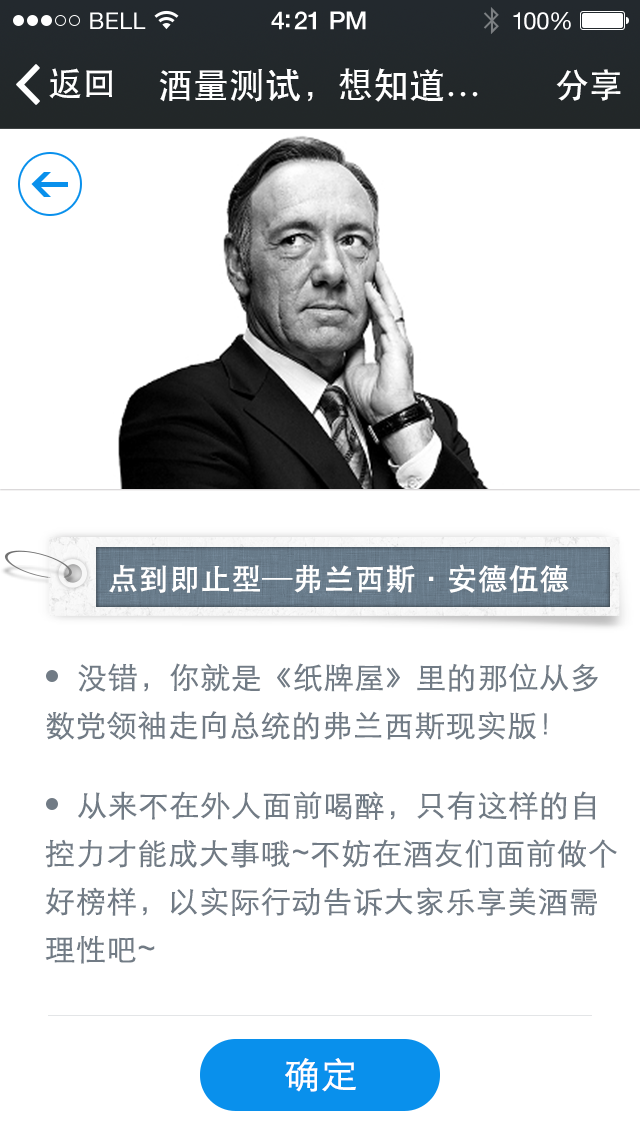 BELL 4:21 PM 100%
返回 酒量测试，想知道... 分享
点到即止型—弗兰西斯·安德伍德
• 没错，你就是《纸牌屋》里的那位从多
数党领袖走向总统的弗兰西斯现实版！
• 从来不在外人面前喝醉，只有这样的自
控力才能成大事哦~不妨在酒友们面前做个
好榜样，以实际行动告诉大家乐享美酒需
理性吧~
确定